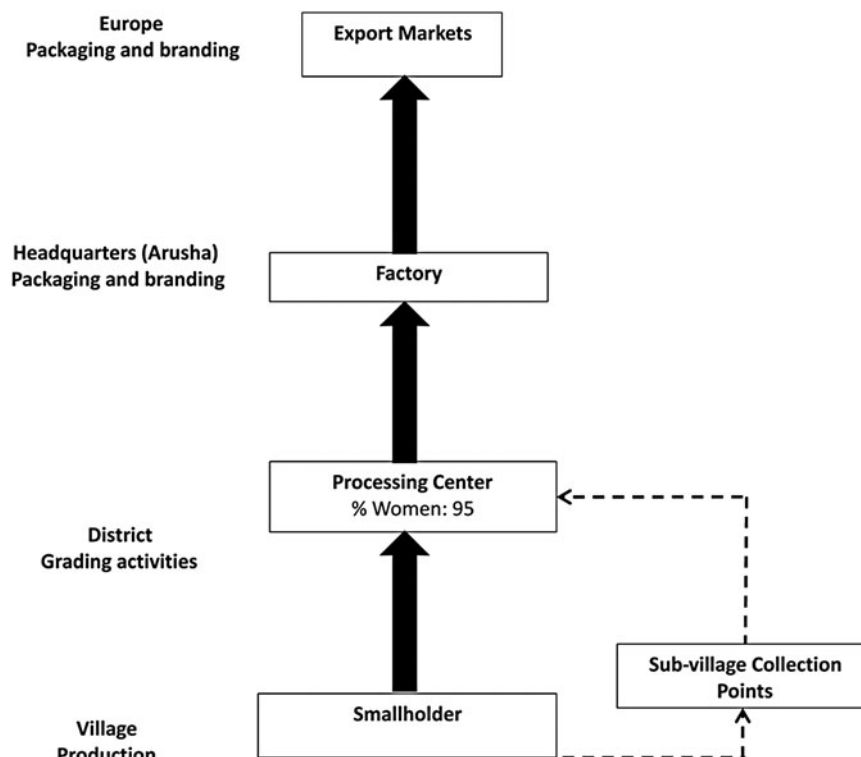 Europe
Packaging and branding
Export Markets
Headquarters (Arusha)
Packaging and branding
Factory
Processing Center
% Women: 95
District
Grading activities
Sub-village Collection
Points
Smallholder
Village
Production